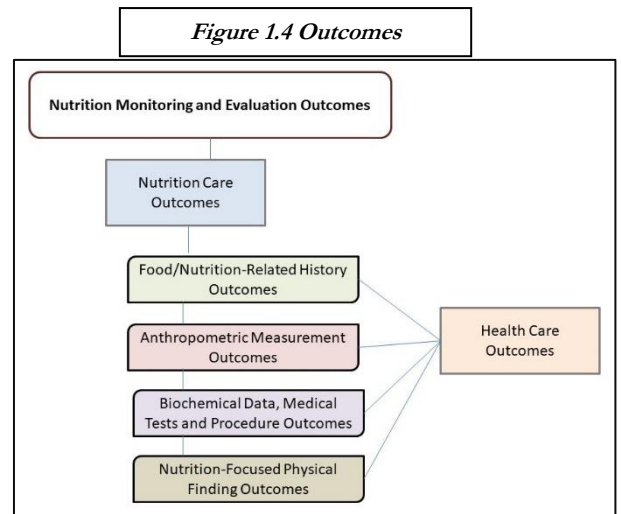 Figure 1.4 Outcomes
Nutrition Monitoring and Evaluation Outcomes
Nutrition Care
Outcomes
Food/Nutrition-Related History
Outcomes
Anthropometric Measurement
Outcomes
Biochemical Data, Medical
Tests and Procedure Outcomes
Nutrition-Focused Physical
Finding Outcomes
Health Care
Outcomes